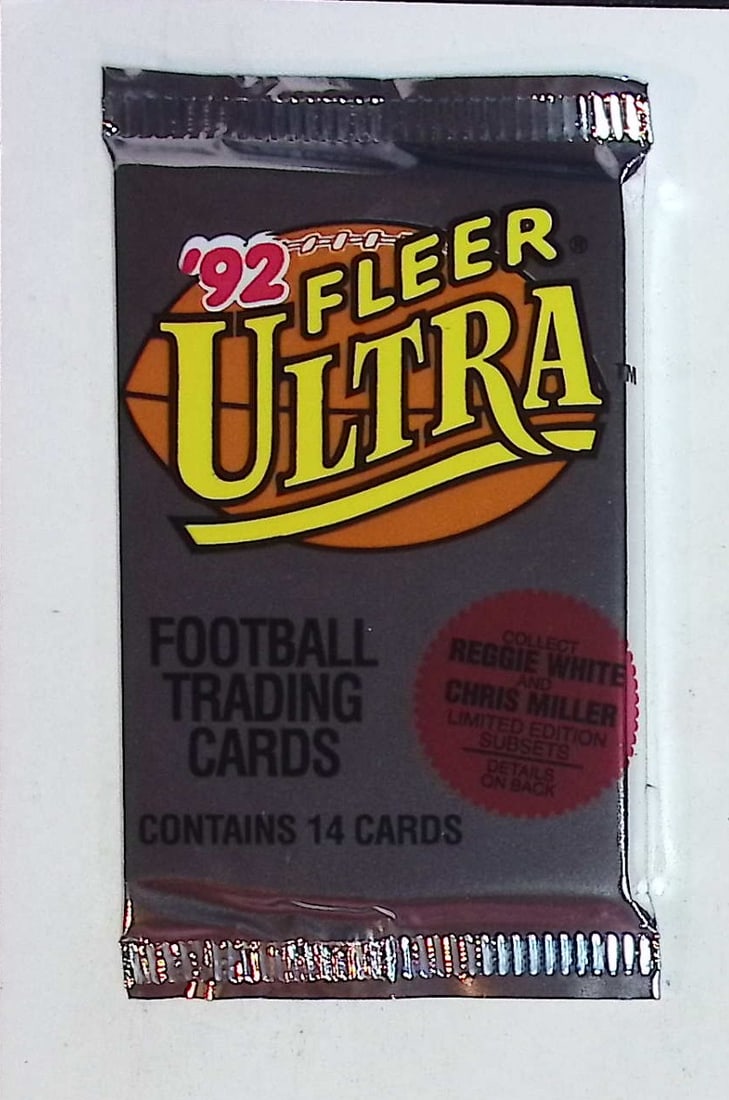 '92 FLEER®
ULTRA™
FOOTBALL
TRADING
CARDS
COLLECT
REGGIE WHITE
AND
CHRIS MILLER
LIMITED EDITION
SUBSETS
DETAILS
ON BACK
CONTAINS 14 CARDS